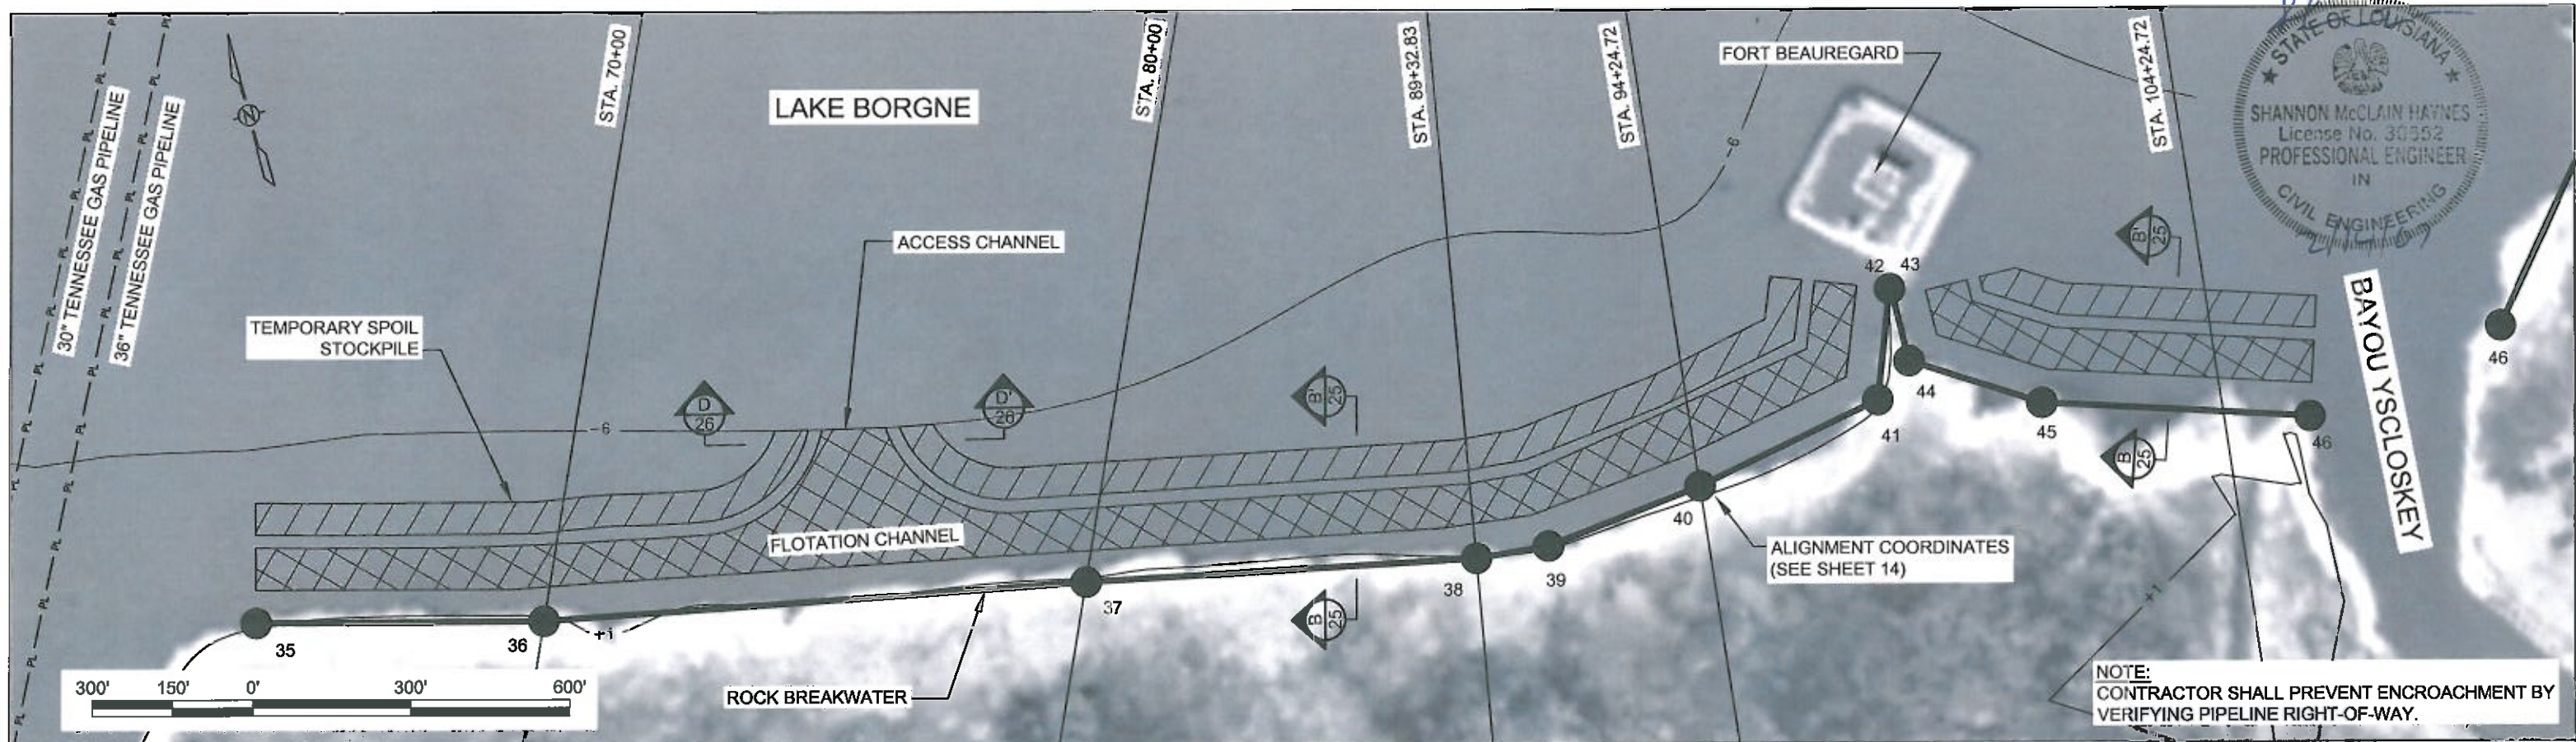 30" TENNESSEE GAS PIPELINE
36" TENNESSEE GAS PIPELINE
PL
N
STA. 70+00
LAKE BORGNE
STA. 80+00
STA. 89+32.83
STA. 94+24.72
FORT BEAUREGARD
STA. 104+24.72
STATE OF LOUISIANA
SHANNON McCLAIN HAYNES
License No. 30552
PROFESSIONAL ENGINEER
IN
CIVIL ENGINEERING
ACCESS CHANNEL
TEMPORARY SPOIL
STOCKPILE
-6
-6
D
26
D'
26
B'
25
B'
25
42
43
44
41
45
46
46
BAYOU YSCLOSKEY
B
25
FLOTATION CHANNEL
40
ALIGNMENT COORDINATES
(SEE SHEET 14)
38
39
37
B
25
36
35
+1
+1
300'
150'
0'
300'
600'
ROCK BREAKWATER
NOTE:
CONTRACTOR SHALL PREVENT ENCROACHMENT BY
VERIFYING PIPELINE RIGHT-OF-WAY.